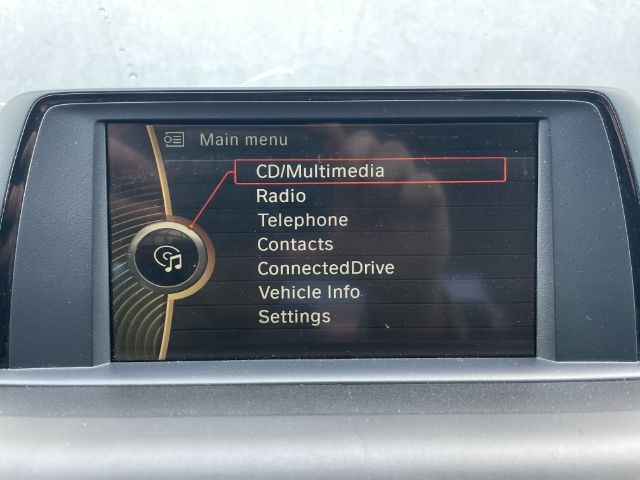 Main menu
CD/Multimedia
Radio
Telephone
Contacts
ConnectedDrive
Vehicle Info
Settings